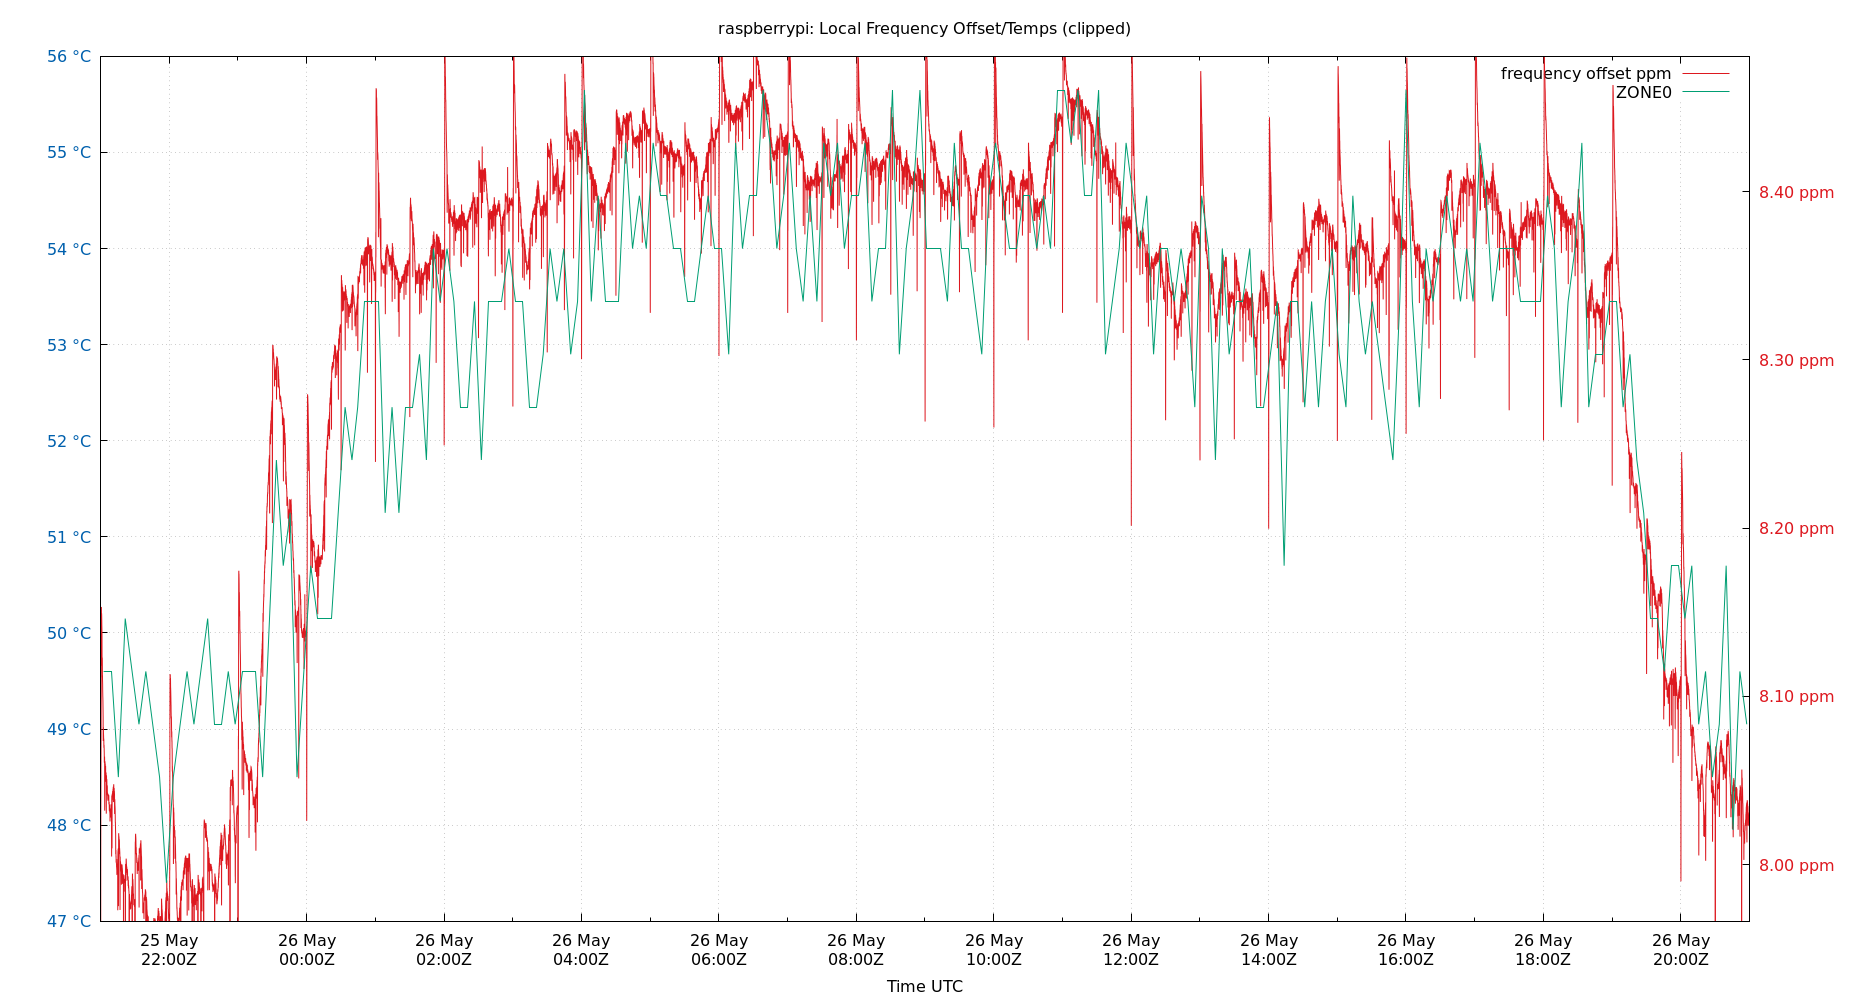 raspberrypi: Local Frequency Offset/Temps (clipped)
56 °C
55 °C
54 °C
53 °C
52 °C
51 °C
50 °C
49 °C
48 °C
47 °C
frequency offset ppm
ZONE0
8.40 ppm
8.30 ppm
8.20 ppm
8.10 ppm
8.00 ppm
25 May 26 May 26 May 26 May 26 May 26 May 26 May 26 May 26 May 26 May 26 May 26 May
22:00Z 00:00Z 02:00Z 04:00Z 06:00Z 08:00Z 10:00Z 12:00Z 14:00Z 16:00Z 18:00Z 20:00Z
Time UTC